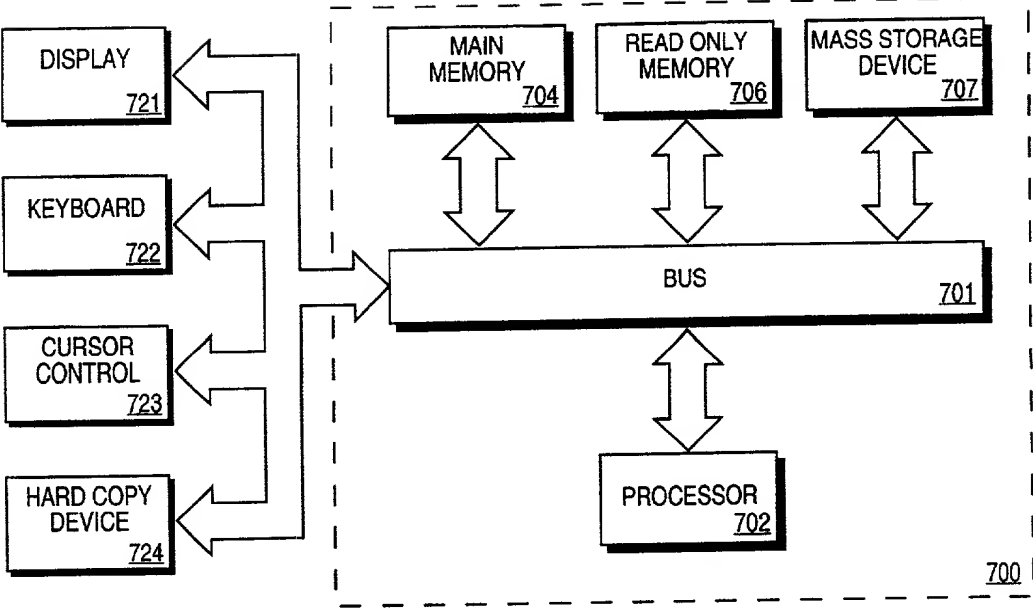 DISPLAY
721
KEYBOARD
722
CURSOR
CONTROL
723
HARD COPY
DEVICE
724
MAIN
MEMORY
704
READ ONLY
MEMORY
706
MASS STORAGE
DEVICE
707
BUS
701
PROCESSOR
702
700